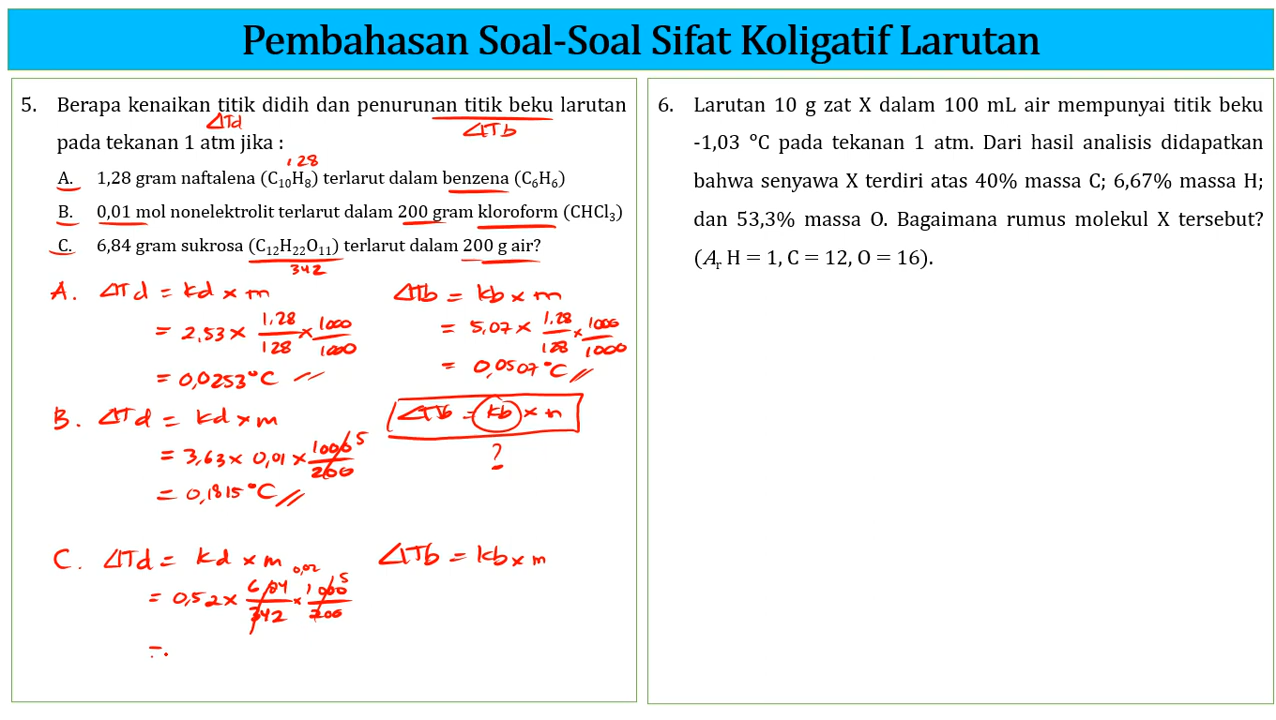 Pembahasan Soal-Soal Sifat Koligatif Larutan
5. Berapa kenaikan titik didih dan penurunan titik beku larutan
ΔTd ΔTb
pada tekanan 1 atm jika :
128
A. 1,28 gram naftalena (C₁₀H₈) terlarut dalam benzena (C₆H₆)
B. 0,01 mol nonelektrolit terlarut dalam 200 gram kloroform (CHCl₃)
C. 6,84 gram sukrosa (C₁₂H₂₂O₁₁) terlarut dalam 200 g air?
342
A. ΔTd = kd × m
= 2,53 × 1,28/128 × 1000/1000
= 0,0253°C //
ΔTb = kb × m
= 5,07 × 1,28/128 × 1000/1000
= 0,0507°C //
B. ΔTd = kd × m
= 3,63 × 0,01 × 1000/200 5
= 0,1815°C //
ΔTb = kb × m
?
C. ΔTd = kd × m
0,02
= 0,52 × 6,84/342 × 1000/200 5
=
ΔTb = kb × m
6. Larutan 10 g zat X dalam 100 mL air mempunyai titik beku
-1,03 °C pada tekanan 1 atm. Dari hasil analisis didapatkan
bahwa senyawa X terdiri atas 40% massa C; 6,67% massa H;
dan 53,3% massa O. Bagaimana rumus molekul X tersebut?
(Aᵣ H = 1, C = 12, O = 16).